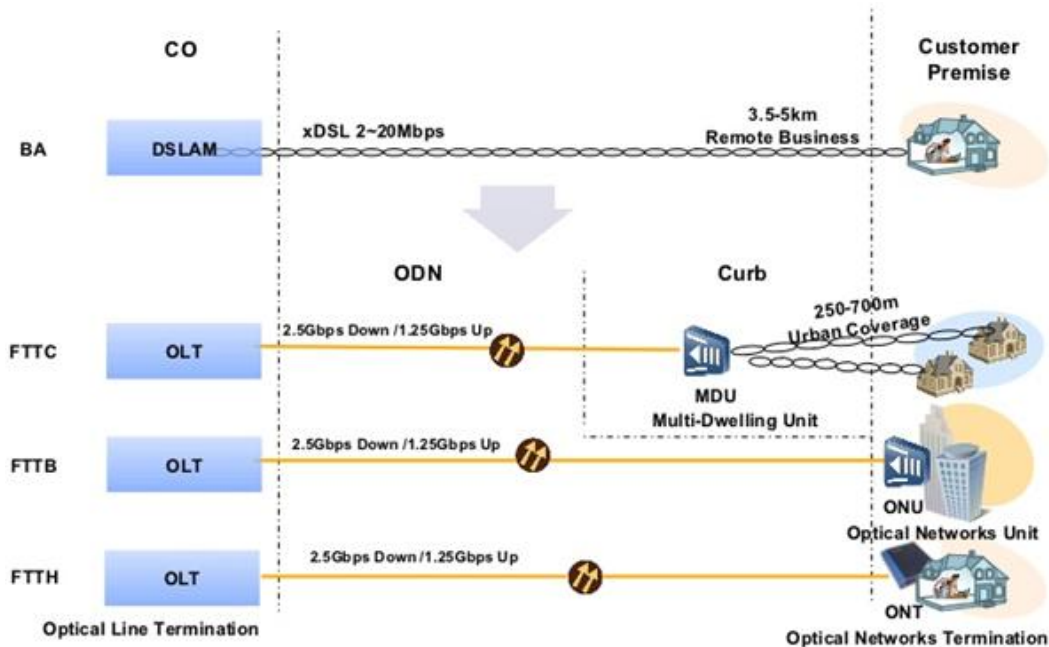 CO
Customer
Premise
BA
DSLAM
xDSL 2~20Mbps
3.5-5km
Remote Business
ODN
Curb
FTTC
OLT
2.5Gbps Down /1.25Gbps Up
250-700m
Urban Coverage
MDU
Multi-Dwelling Unit
FTTB
OLT
2.5Gbps Down /1.25Gbps Up
ONU
Optical Networks Unit
FTTH
OLT
2.5Gbps Down /1.25Gbps Up
ONT
Optical Line Termination
Optical Networks Termination